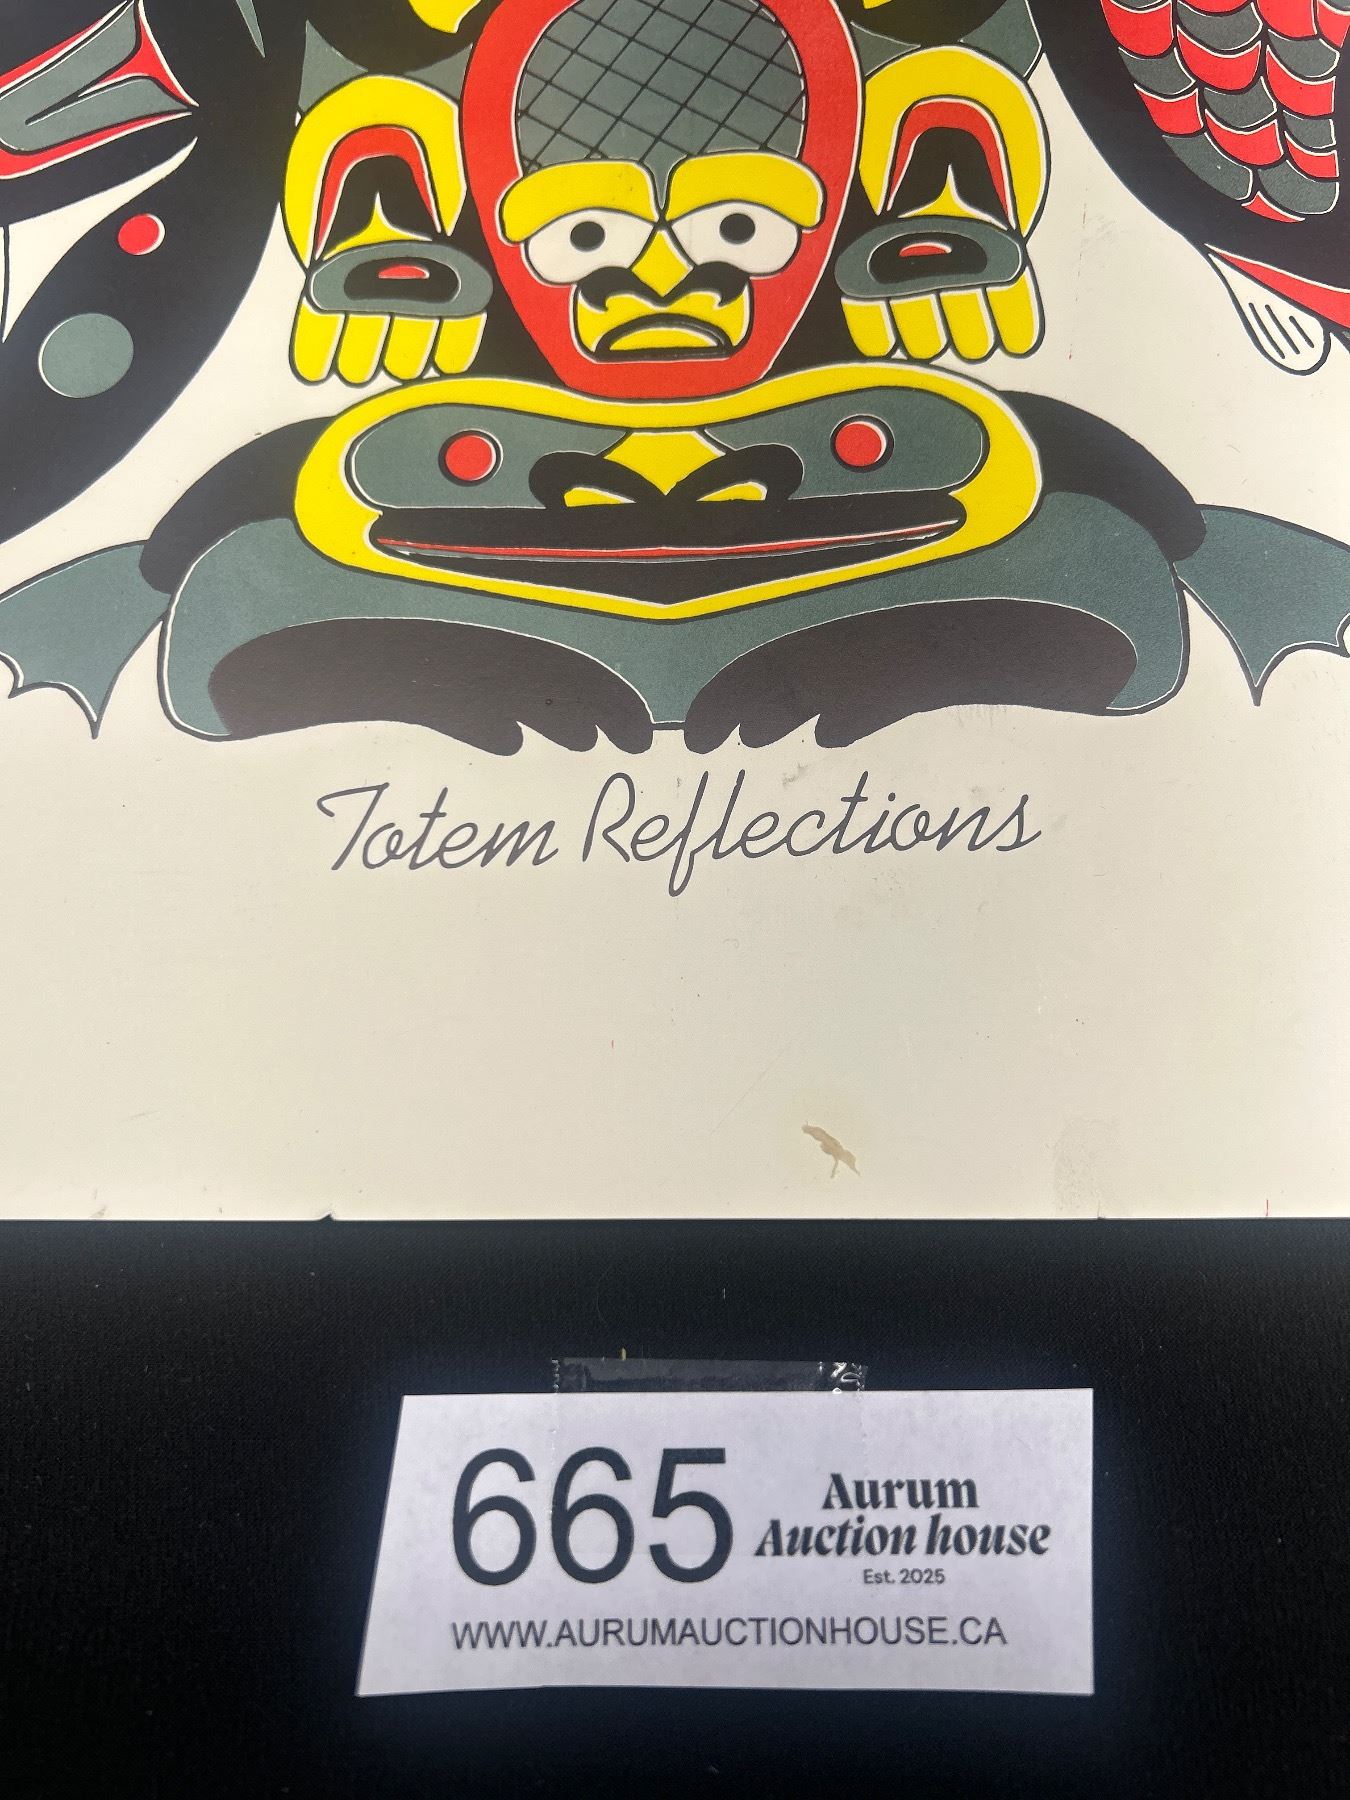 Totem Reflections
665
Aurum
Auction house
Est. 2025
WWW.AURUMAUCTIONHOUSE.CA